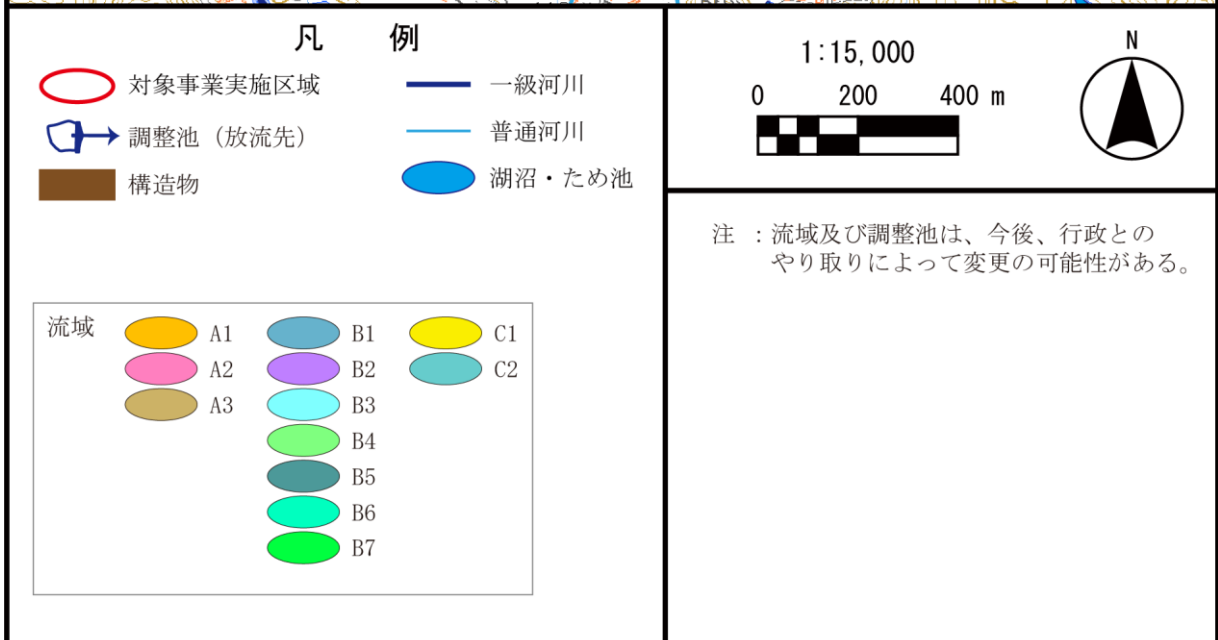 凡　例
対象事業実施区域
調整池（放流先）
構造物
一級河川
普通河川
湖沼・ため池
流域
A1
A2
A3
B1
B2
B3
B4
B5
B6
B7
C1
C2
1:15,000
0 200 400 m
N
注 ：流域及び調整池は、今後、行政との
やり取りによって変更の可能性がある。